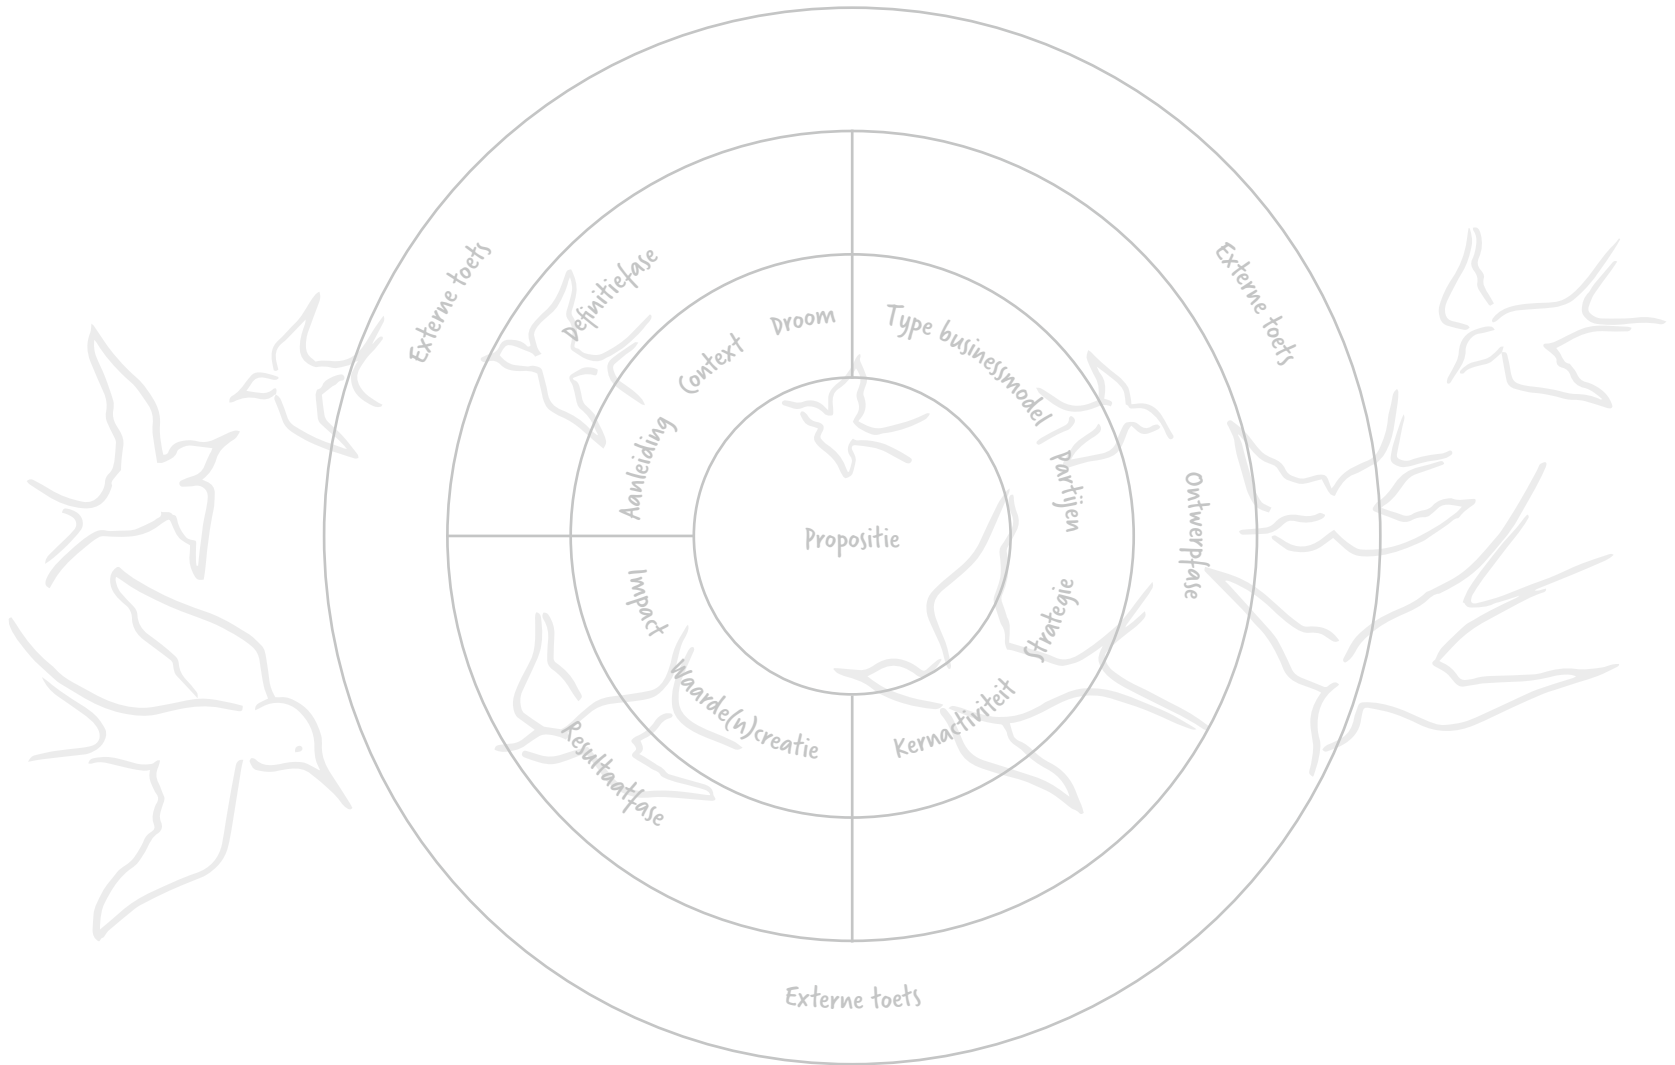 Externe toets
Externe toets
Definitiefase
Droom
Context
Aanleiding
Type businessmodel
Partijen
Ontwerpfase
Propositie
Impact
Strategie
Waarde(n)creatie
Kernactiviteit
Resultaatfase
Externe toets